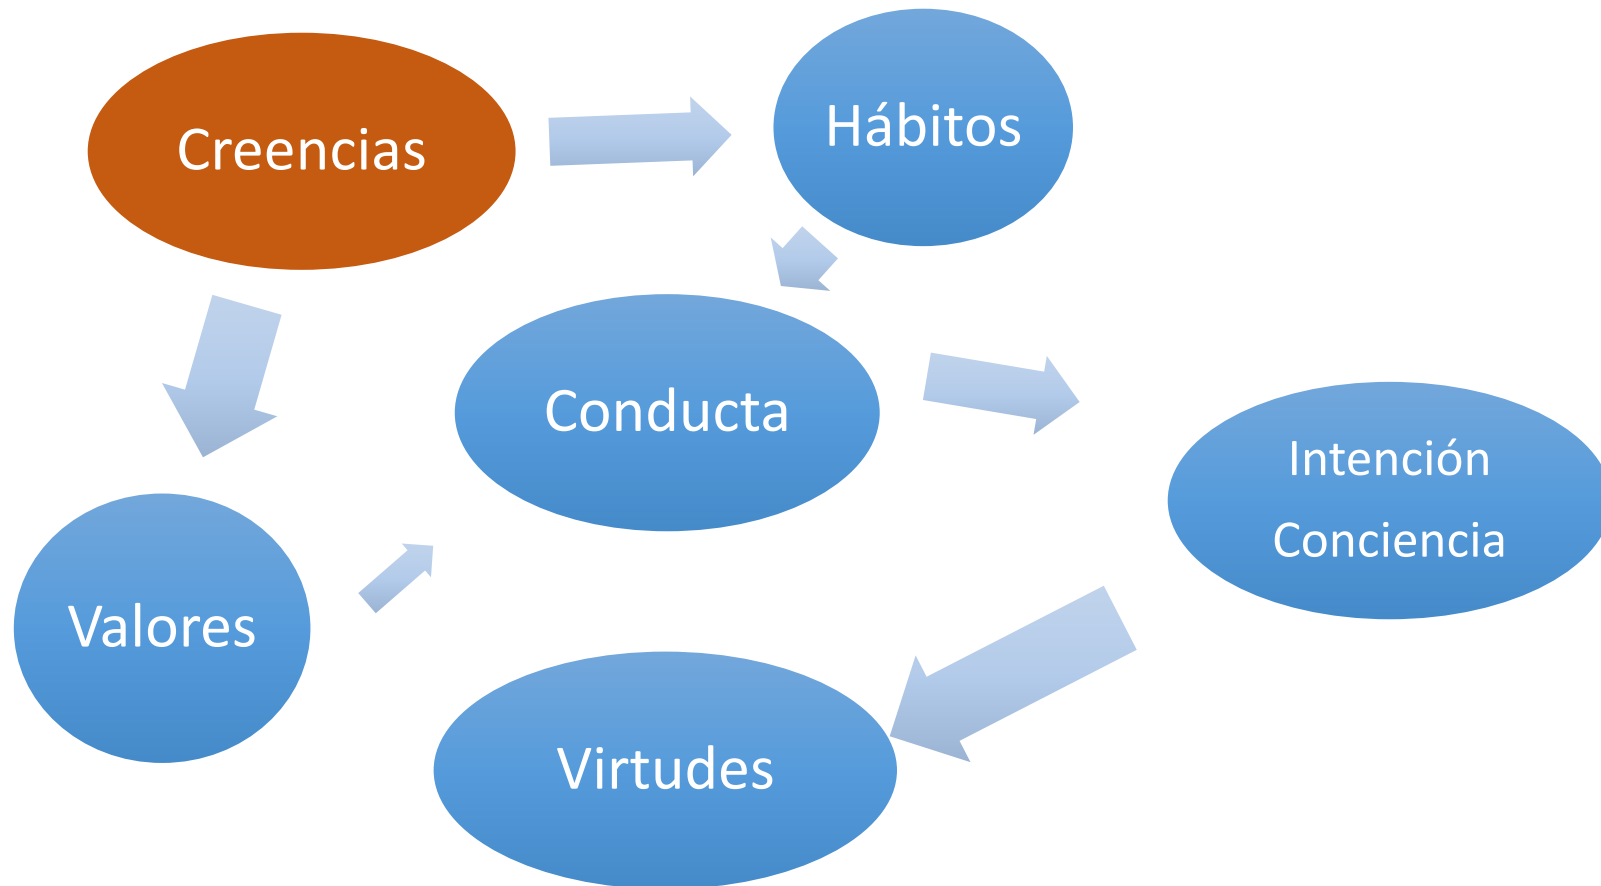 Creencias
Hábitos
Conducta
Intención
Conciencia
Valores
Virtudes